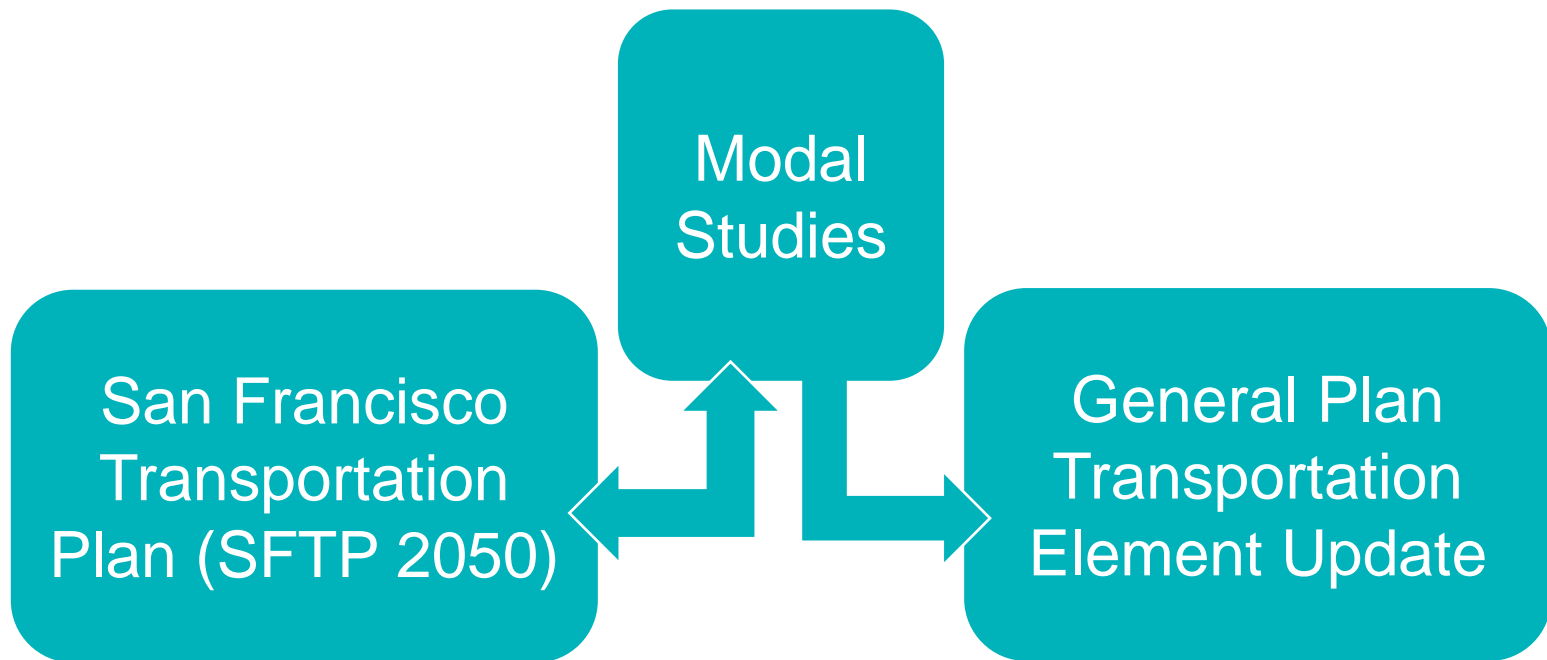 Modal
Studies
San Francisco
Transportation
Plan (SFTP 2050)
General Plan
Transportation
Element Update